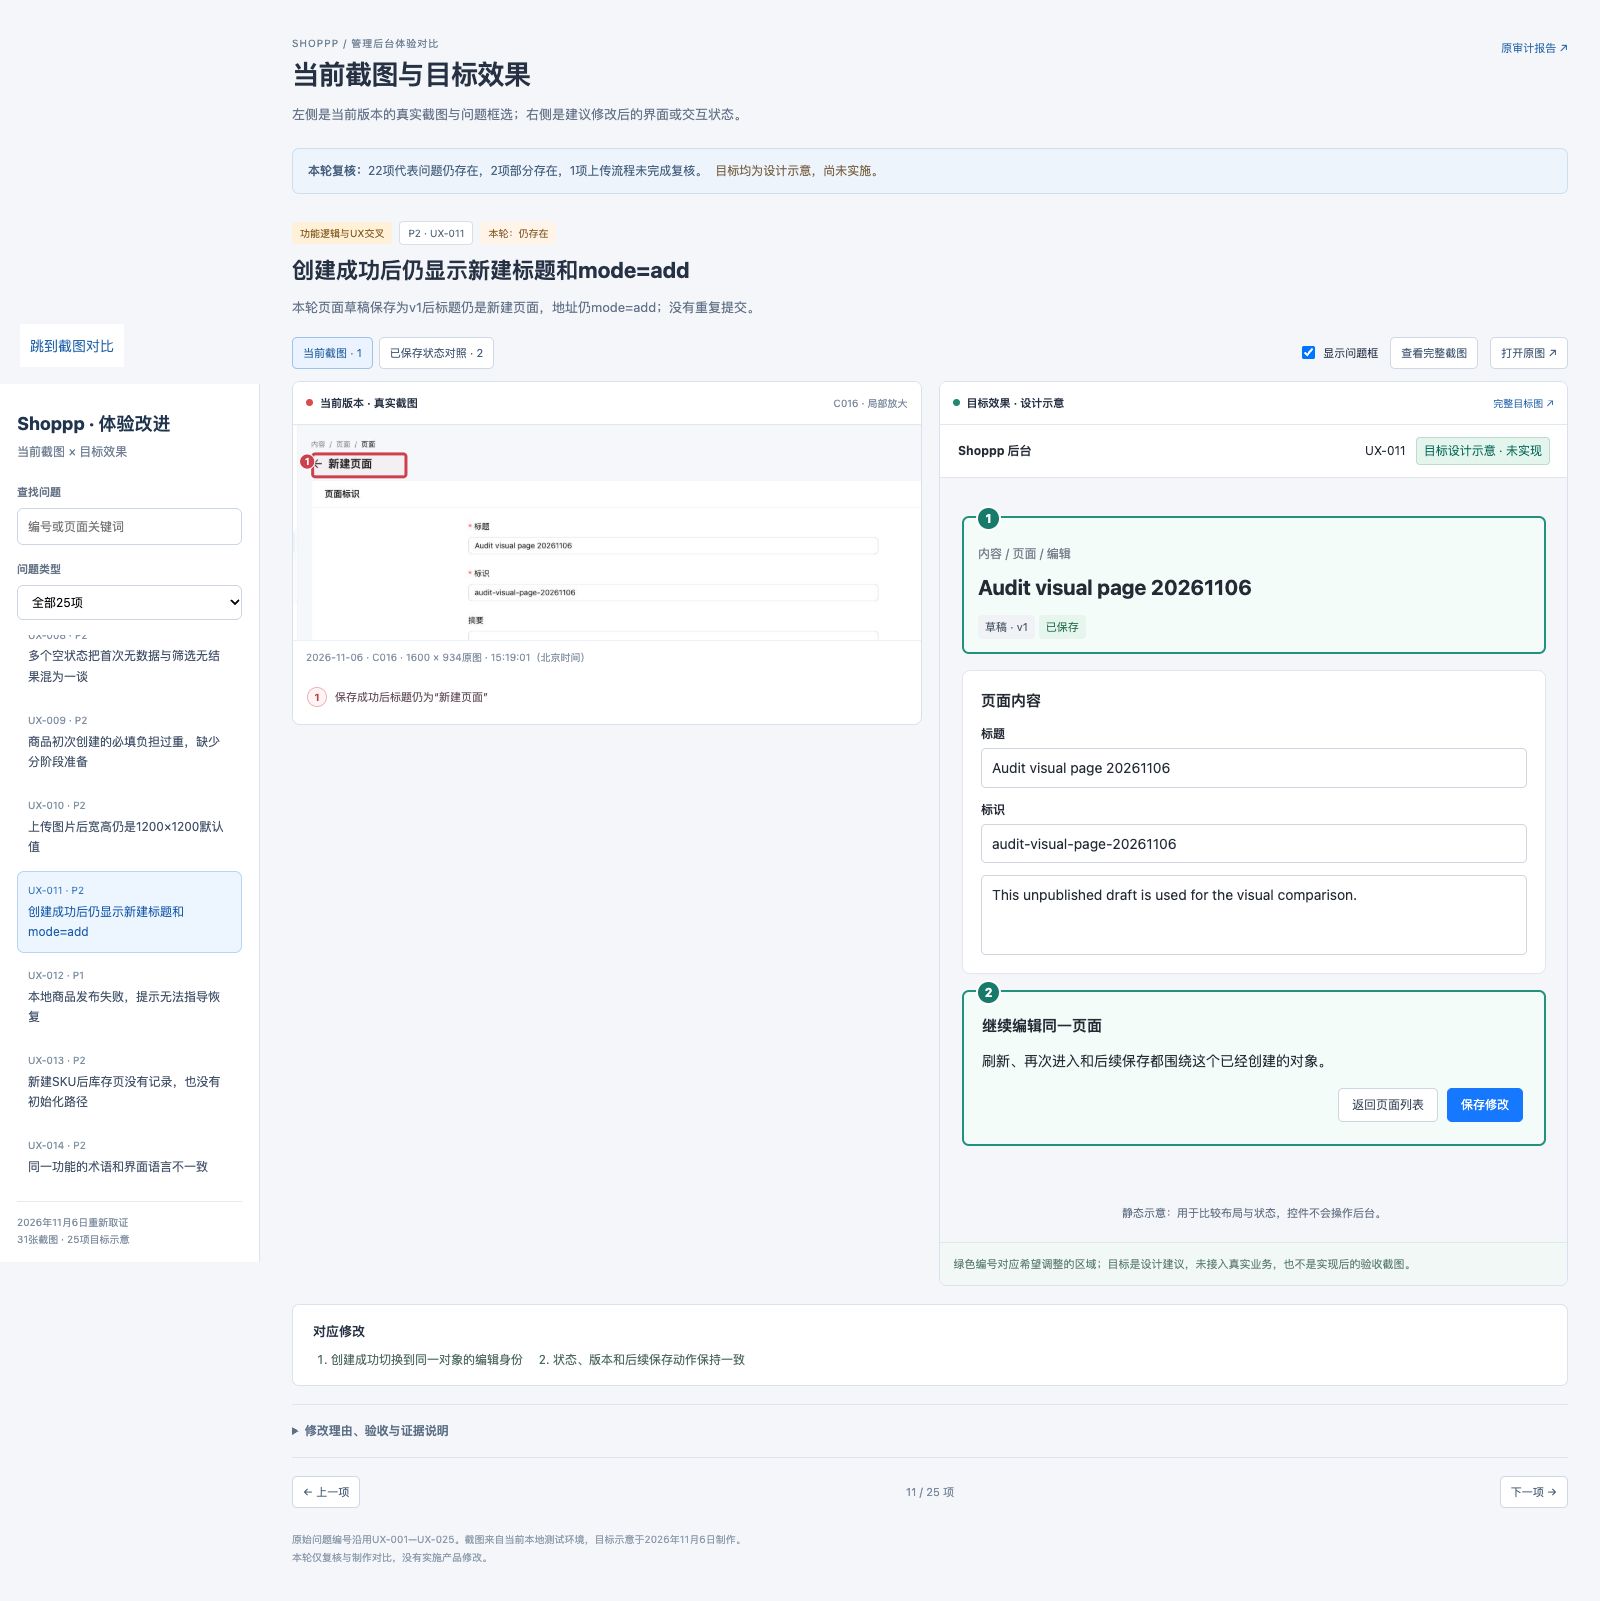 SHOPPP / 管理后台体验对比
当前截图与目标效果
左侧是当前版本的真实截图与问题框选；右侧是建议修改后的界面或交互状态。
原审计报告 ↗
本轮复核：22项代表问题仍存在，2项部分存在，1项上传流程未完成复核。 目标均为设计示意，尚未实施。
功能逻辑与UX交叉
P2 · UX-011
本轮：仍存在
创建成功后仍显示新建标题和mode=add
本轮页面草稿保存为v1后标题仍是新建页面，地址仍mode=add；没有重复提交。
跳到截图对比
Shoppp · 体验改进
当前截图 × 目标效果
查找问题
编号或页面关键词
问题类型
全部25项
UX-008 · P2
多个空状态把首次无数据与筛选无结
果混为一谈
UX-009 · P2
商品初次创建的必填负担过重，缺少
分阶段准备
UX-010 · P2
上传图片后宽高仍是1200×1200默认
值
UX-011 · P2
创建成功后仍显示新建标题和
mode=add
UX-012 · P1
本地商品发布失败，提示无法指导恢
复
UX-013 · P2
新建SKU后库存页没有记录，也没有
初始化路径
UX-014 · P2
同一功能的术语和界面语言不一致
2026年11月6日重新取证
31张截图 · 25项目标示意
当前截图 · 1
已保存状态对照 · 2
显示问题框
查看完整截图
打开原图 ↗
当前版本 · 真实截图
C016 · 局部放大
内容 / 页面 / 页面
1
← 新建页面
页面标识
* 标题
Audit visual page 20261106
* 标识
audit-visual-page-20261106
摘要
2026-11-06 · C016 · 1600 × 934原图 · 15:19:01（北京时间）
1 保存成功后标题仍为“新建页面”
目标效果 · 设计示意
完整目标图 ↗
Shoppp 后台
UX-011
目标设计示意 · 未实现
1
内容 / 页面 / 编辑
Audit visual page 20261106
草稿 · v1
已保存
页面内容
标题
Audit visual page 20261106
标识
audit-visual-page-20261106
This unpublished draft is used for the visual comparison.
2
继续编辑同一页面
刷新、再次进入和后续保存都围绕这个已经创建的对象。
返回页面列表
保存修改
静态示意：用于比较布局与状态，控件不会操作后台。
绿色编号对应希望调整的区域；目标是设计建议，未接入真实业务，也不是实现后的验收截图。
对应修改
1. 创建成功切换到同一对象的编辑身份 2. 状态、版本和后续保存动作保持一致
▶ 修改理由、验收与证据说明
← 上一项
11 / 25 项
下一项 →
原始问题编号沿用UX-001—UX-025。截图来自当前本地测试环境，目标示意于2026年11月6日制作。
本轮仅复核与制作对比，没有实施产品修改。